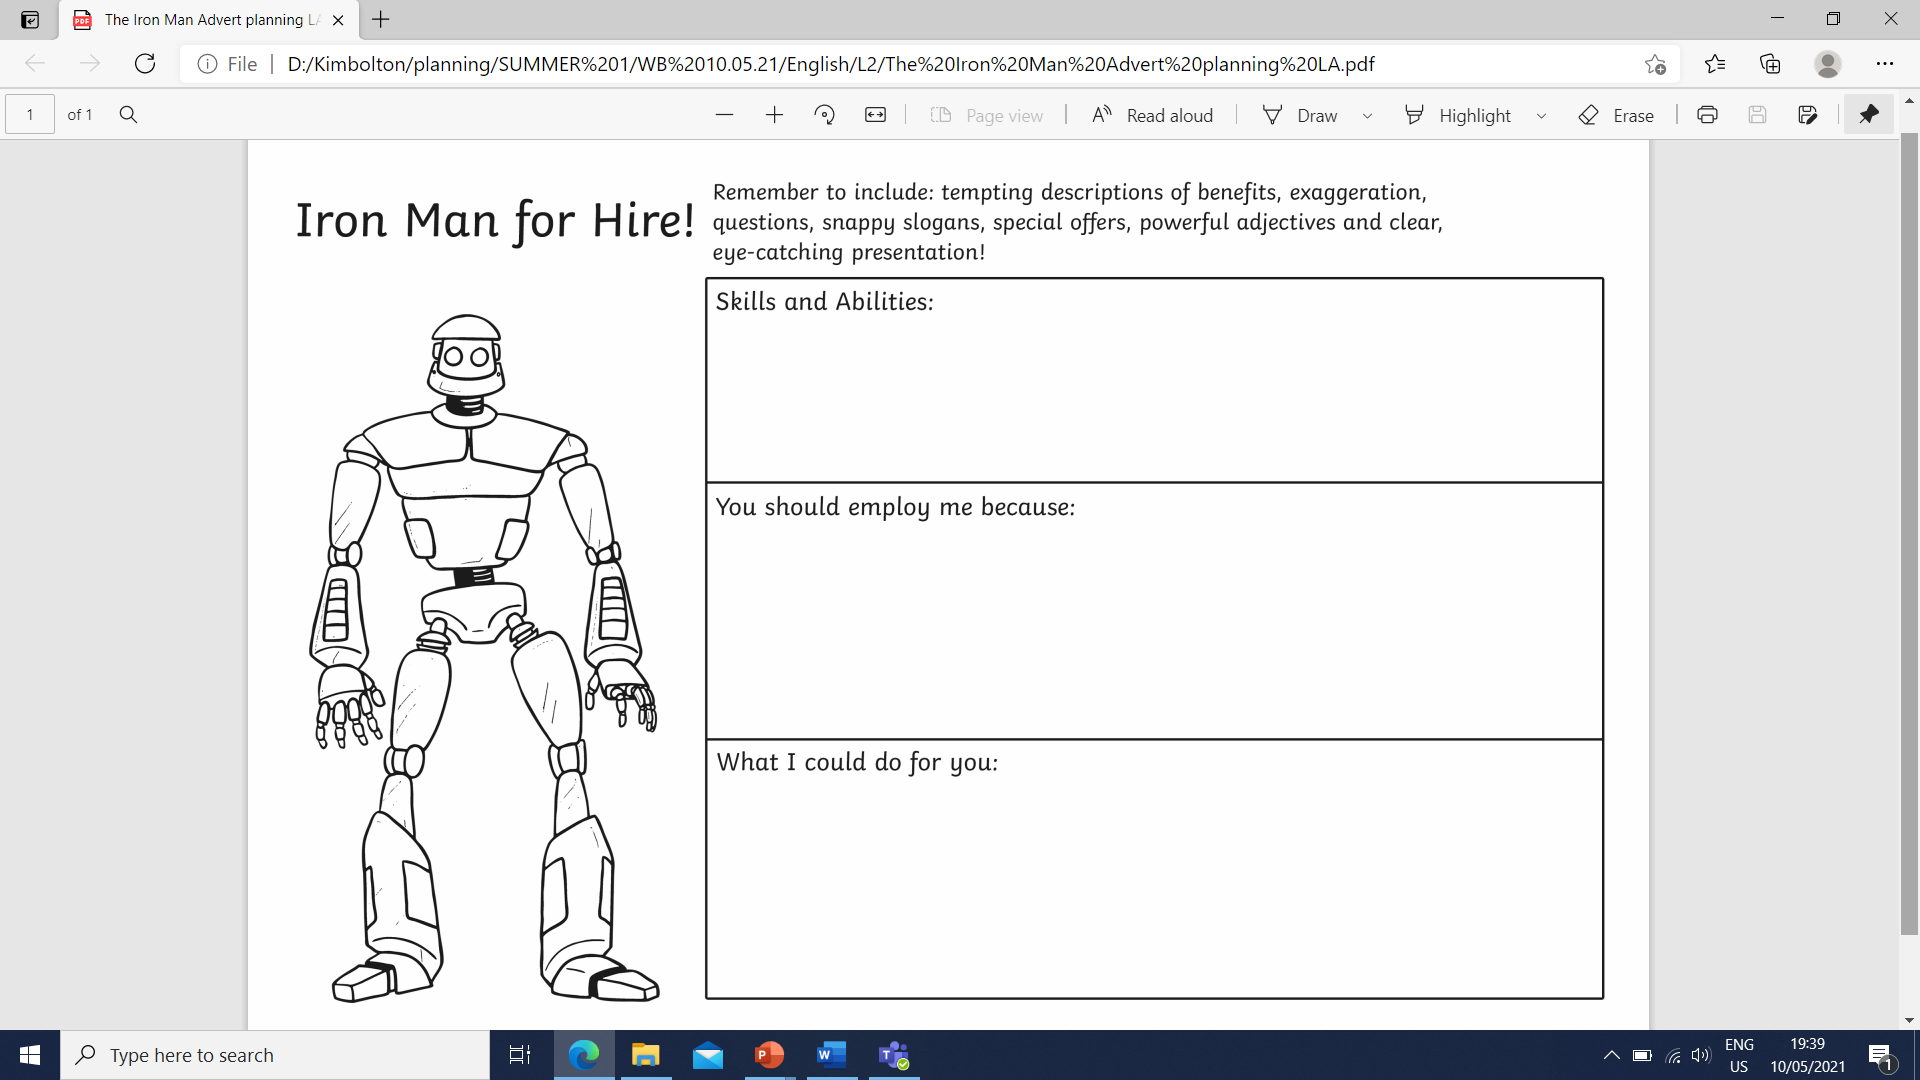 The Iron Man Advert planning L
File
D:/Kimbolton/planning/SUMMER%201/WB%2010.05.21/English/L2/The%20Iron%20Man%20Advert%20planning%20LA.pdf
1 of 1
Page view
Read aloud
Draw
Highlight
Erase
Iron Man for Hire!
Remember to include: tempting descriptions of benefits, exaggeration,
questions, snappy slogans, special offers, powerful adjectives and clear,
eye-catching presentation!
Skills and Abilities:
You should employ me because:
What I could do for you:
Type here to search
ENG
US
19:39
10/05/2021
1